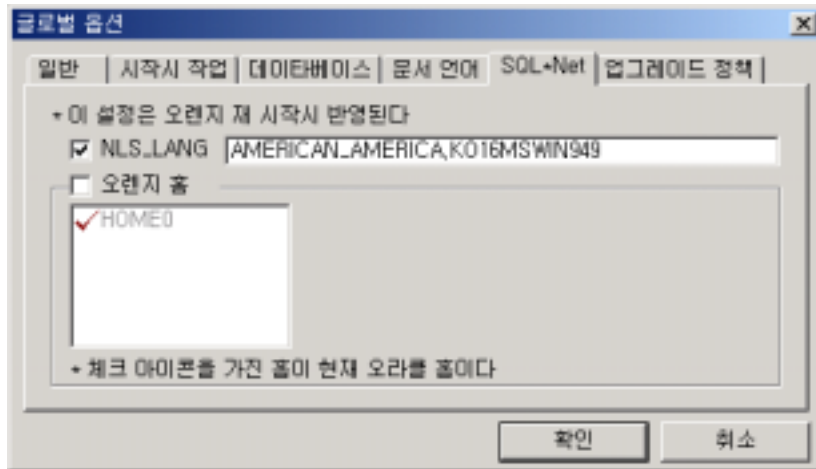 글로벌 옵션
일반 시작시 작업 데이타베이스 문서 언어 SQL*Net 업그레이드 정책
* 이 설정은 오렌지 재 시작시 반영된다
NLS_LANG AMERICAN_AMERICA,KO16MSWIN949
오렌지 홈
HOME0
* 체크 아이콘을 가진 홈이 현재 오라클 홈이다
확인 취소